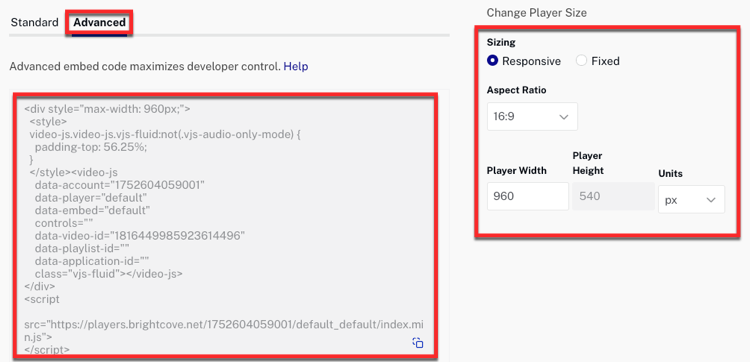 Standard Advanced
Advanced embed code maximizes developer control. Help
<div style="max-width: 960px;">
<style>
video-js.video-js.vjs-fluid:not(.vjs-audio-only-mode) {
padding-top: 56.25%;
}
</style><video-js
data-account="1752604059001"
data-player="default"
data-embed="default"
controls=""
data-video-id="1816449985923614496"
data-playlist-id=""
data-application-id=""
class="vjs-fluid"></video-js>
</div>
<script
src="https://players.brightcove.net/1752604059001/default_default/index.mi
n.js">
</script>
Change Player Size
Sizing
Responsive Fixed
Aspect Ratio
16:9
Player Width
960
Player
Height
540
Units
px